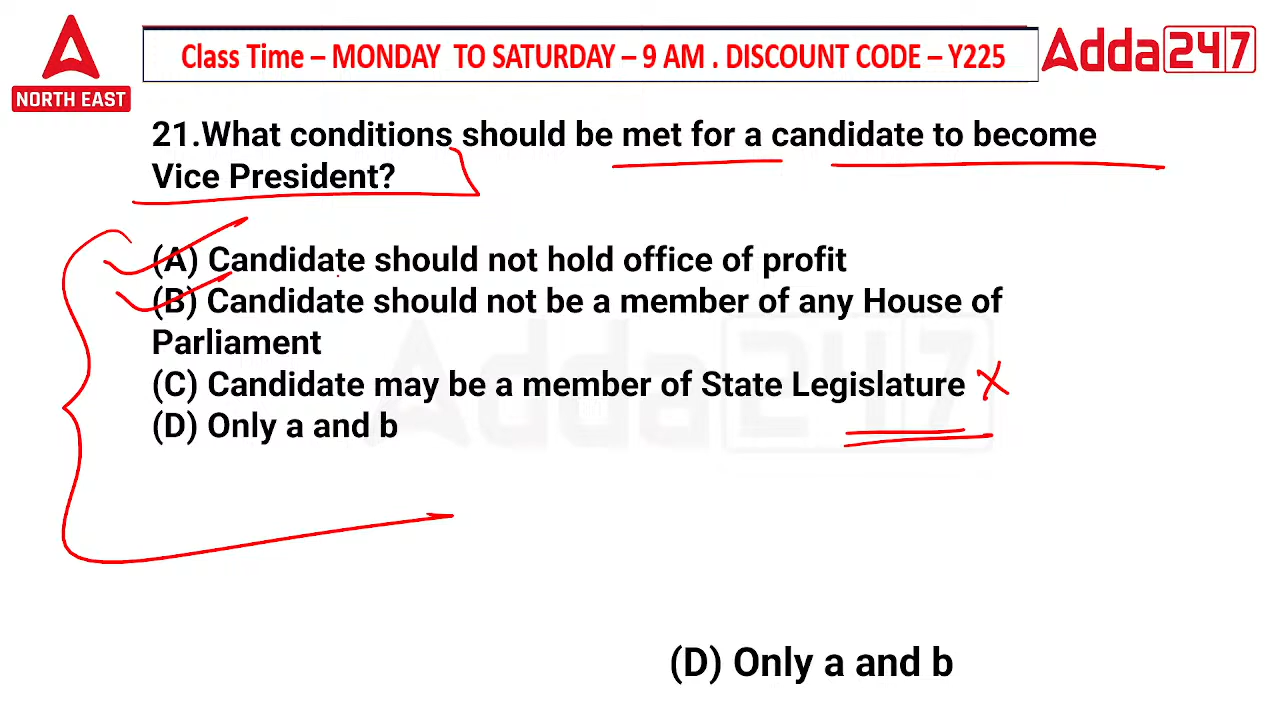 Class Time – MONDAY TO SATURDAY – 9 AM . DISCOUNT CODE – Y225
Adda247
NORTH EAST
21.What conditions should be met for a candidate to become
Vice President?
(A) Candidate should not hold office of profit
(B) Candidate should not be a member of any House of
Parliament
(C) Candidate may be a member of State Legislature
(D) Only a and b
Adda247
(D) Only a and b